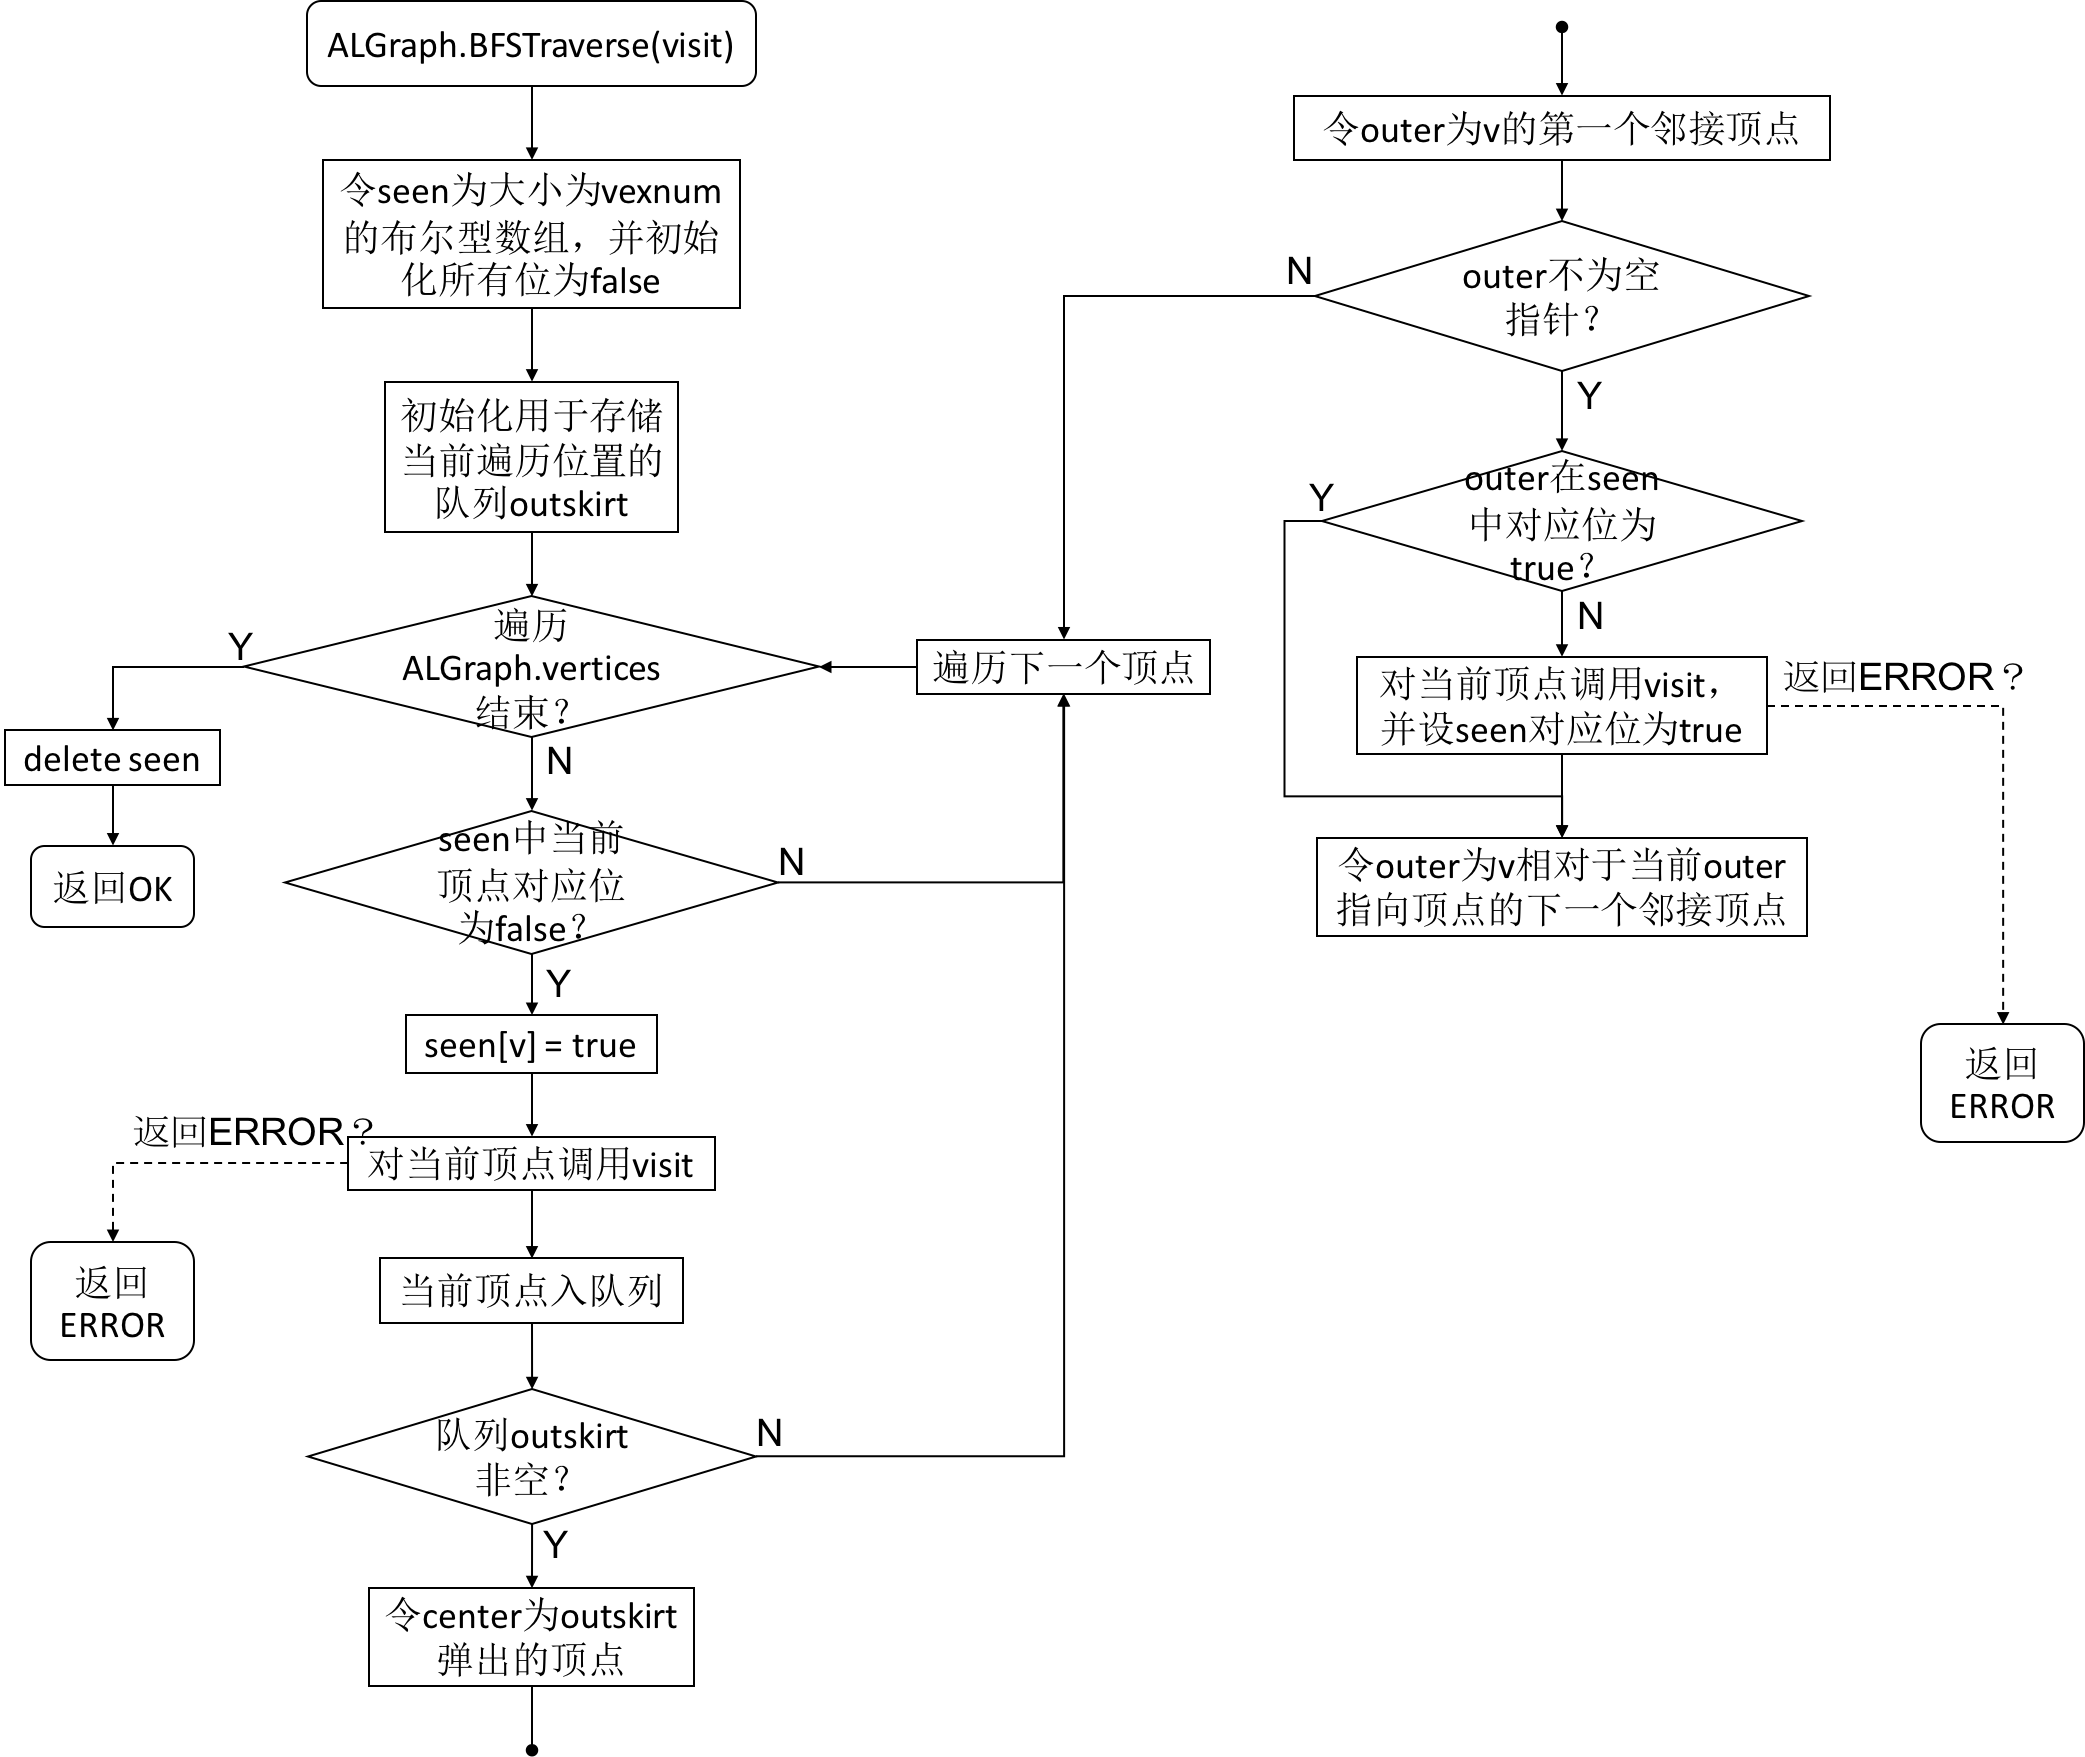 ALGraph.BFSTraverse(visit)
令seen为大小为vexnum
的布尔型数组，并初始
化所有位为false
初始化用于存储
当前遍历位置的
队列outskirt
遍历
ALGraph.vertices
结束？
Y
N
delete seen
返回OK
遍历下一个顶点
seen中当前
顶点对应位
为false？
N
Y
seen[v] = true
返回ERROR？
对当前顶点调用visit
返回
ERROR
当前顶点入队列
队列outskirt
非空？
N
Y
令center为outskirt
弹出的顶点
令outer为v的第一个邻接顶点
outer不为空
指针？
N
Y
outer在seen
中对应位为
true？
Y
N
对当前顶点调用visit，
并设seen对应位为true
返回ERROR？
令outer为v相对于当前outer
指向顶点的下一个邻接顶点
返回
ERROR